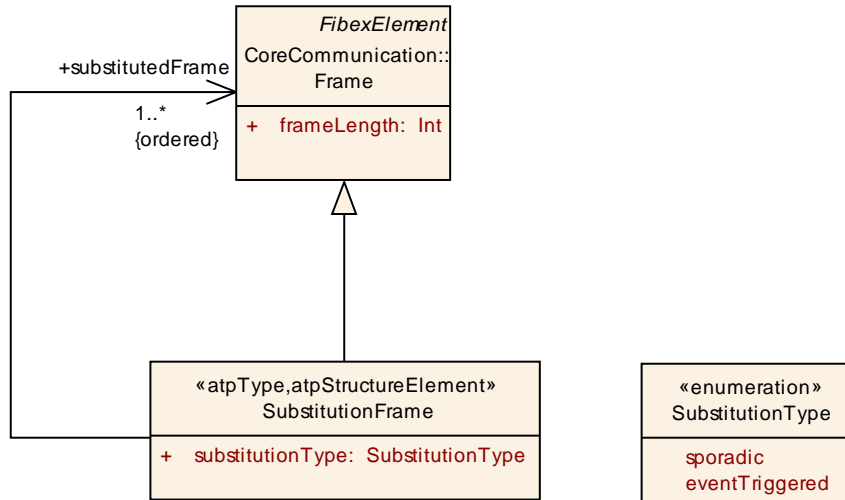 FibexElement
CoreCommunication::
Frame
+substitutedFrame
1..*
{ordered}
+ frameLength: Int
«atpType,atpStructureElement»
SubstitutionFrame
+ substitutionType: SubstitutionType
«enumeration»
SubstitutionType
sporadic
eventTriggered